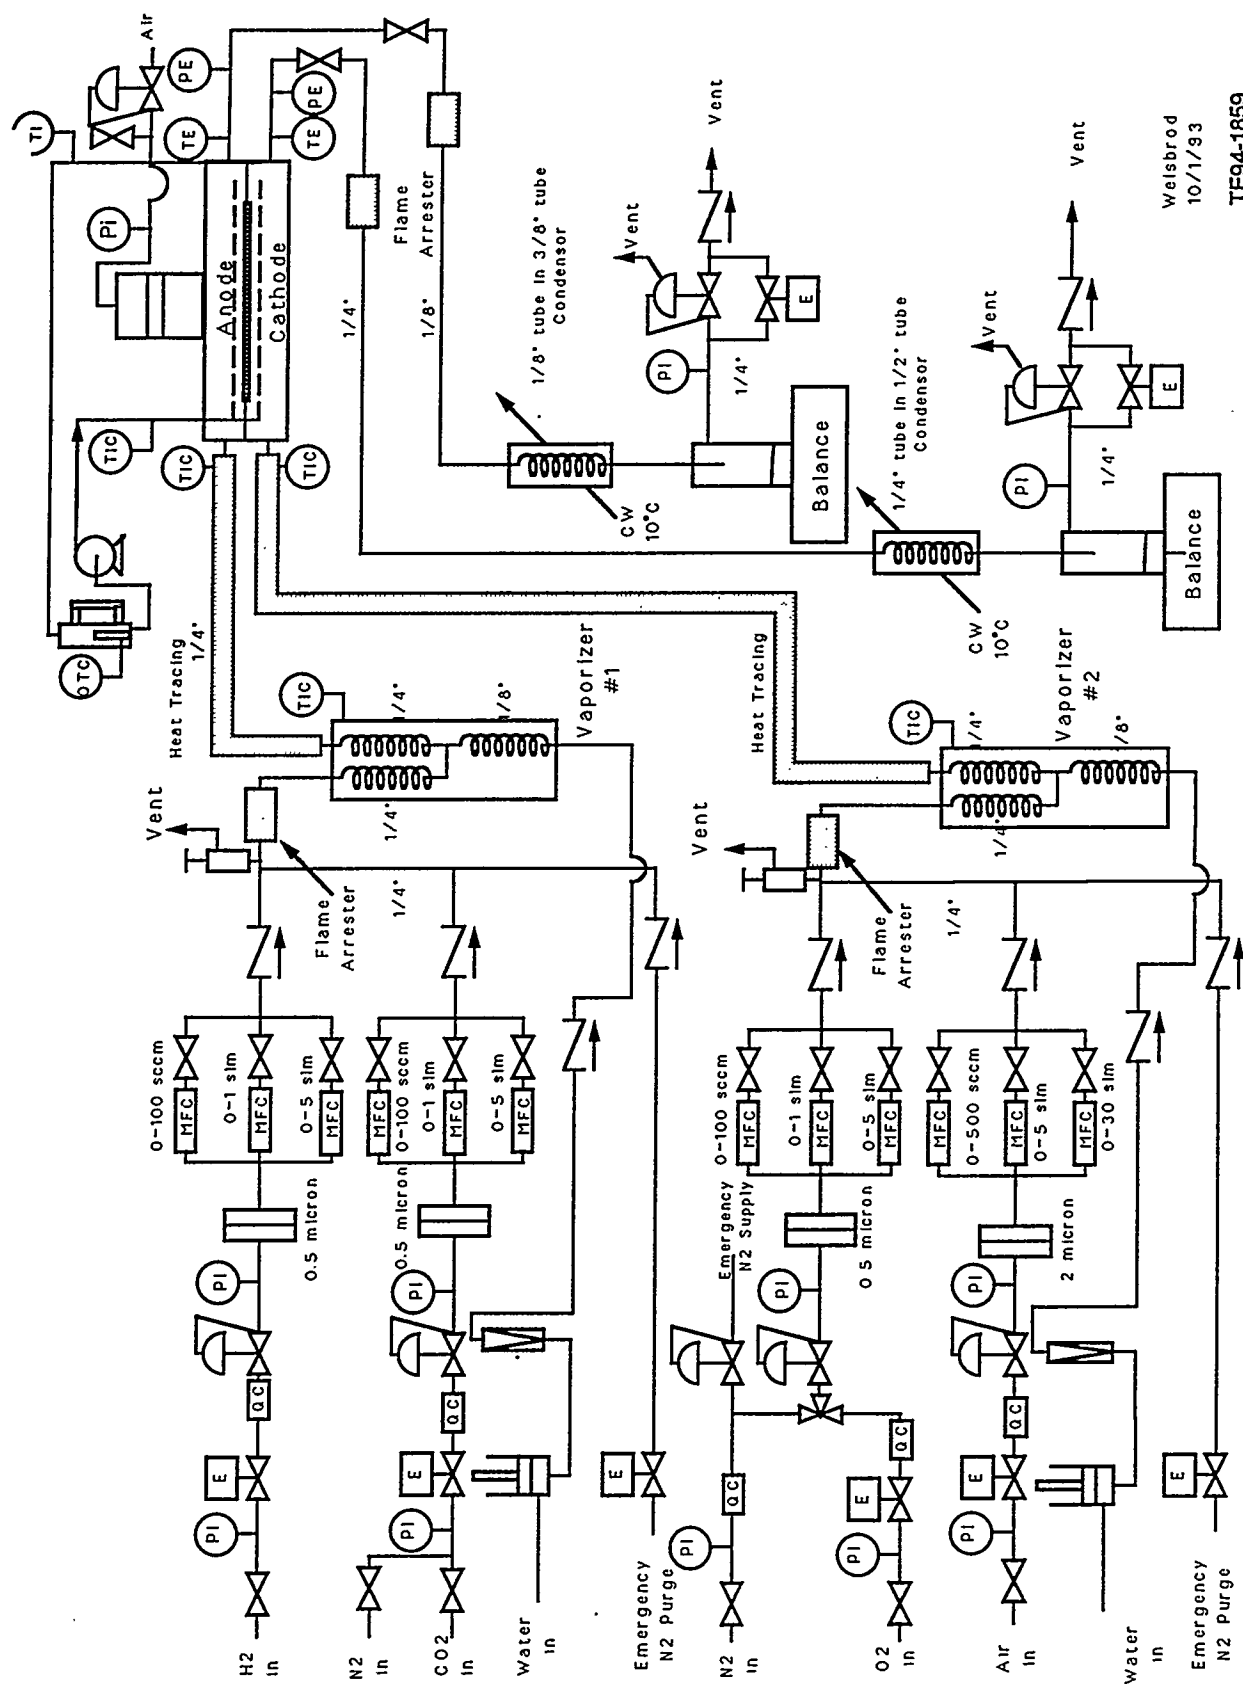 TI
Air
PE
TE
PE
TE
Pi
Anode
Cathode
TIC
TIC
TIC
OTC
Heat Tracing
1/4"
1/4"
1/8"
Flame
Arrester
1/8" tube in 3/8" tube
Condensor
Vent
Vent
PI
E
1/4"
CW
10°C
Balance
1/4" tube in 1/2" tube
Condensor
Vent
Vent
PI
E
1/4"
CW
10°C
Balance
Welsbrod
10/1/93
TE94-1859
TIC
/4"
1/8"
Vaporizer
#1
1/4"
Vent
Flame
Arrester
1/4"
Heat Tracing
TIC
/4"
/8"
Vaporizer
#2
1/4"
Vent
Flame
Arrester
1/4"
0-100 sccm
MFC
0-1 slm
MFC
0-5 slm
MFC
0.5 micron
PI
QC
E
PI
H2
in
0-100 sccm
MFC
0-1 slm
MFC
0-5 slm
MFC
0.5 micron
PI
QC
E
PI
N2
in
CO2
in
Water
in
E
Emergency
N2 Purge
0-100 sccm
MFC
0-1 slm
MFC
0-5 slm
MFC
Emergency
N2 Supply
0 5 micron
PI
QC
PI
N2
in
QC
E
PI
O2
in
0-500 sccm
MFC
0-5 slm
MFC
0-30 slm
MFC
2 micron
PI
QC
E
PI
Air
in
Water
in
E
Emergency
N2 Purge